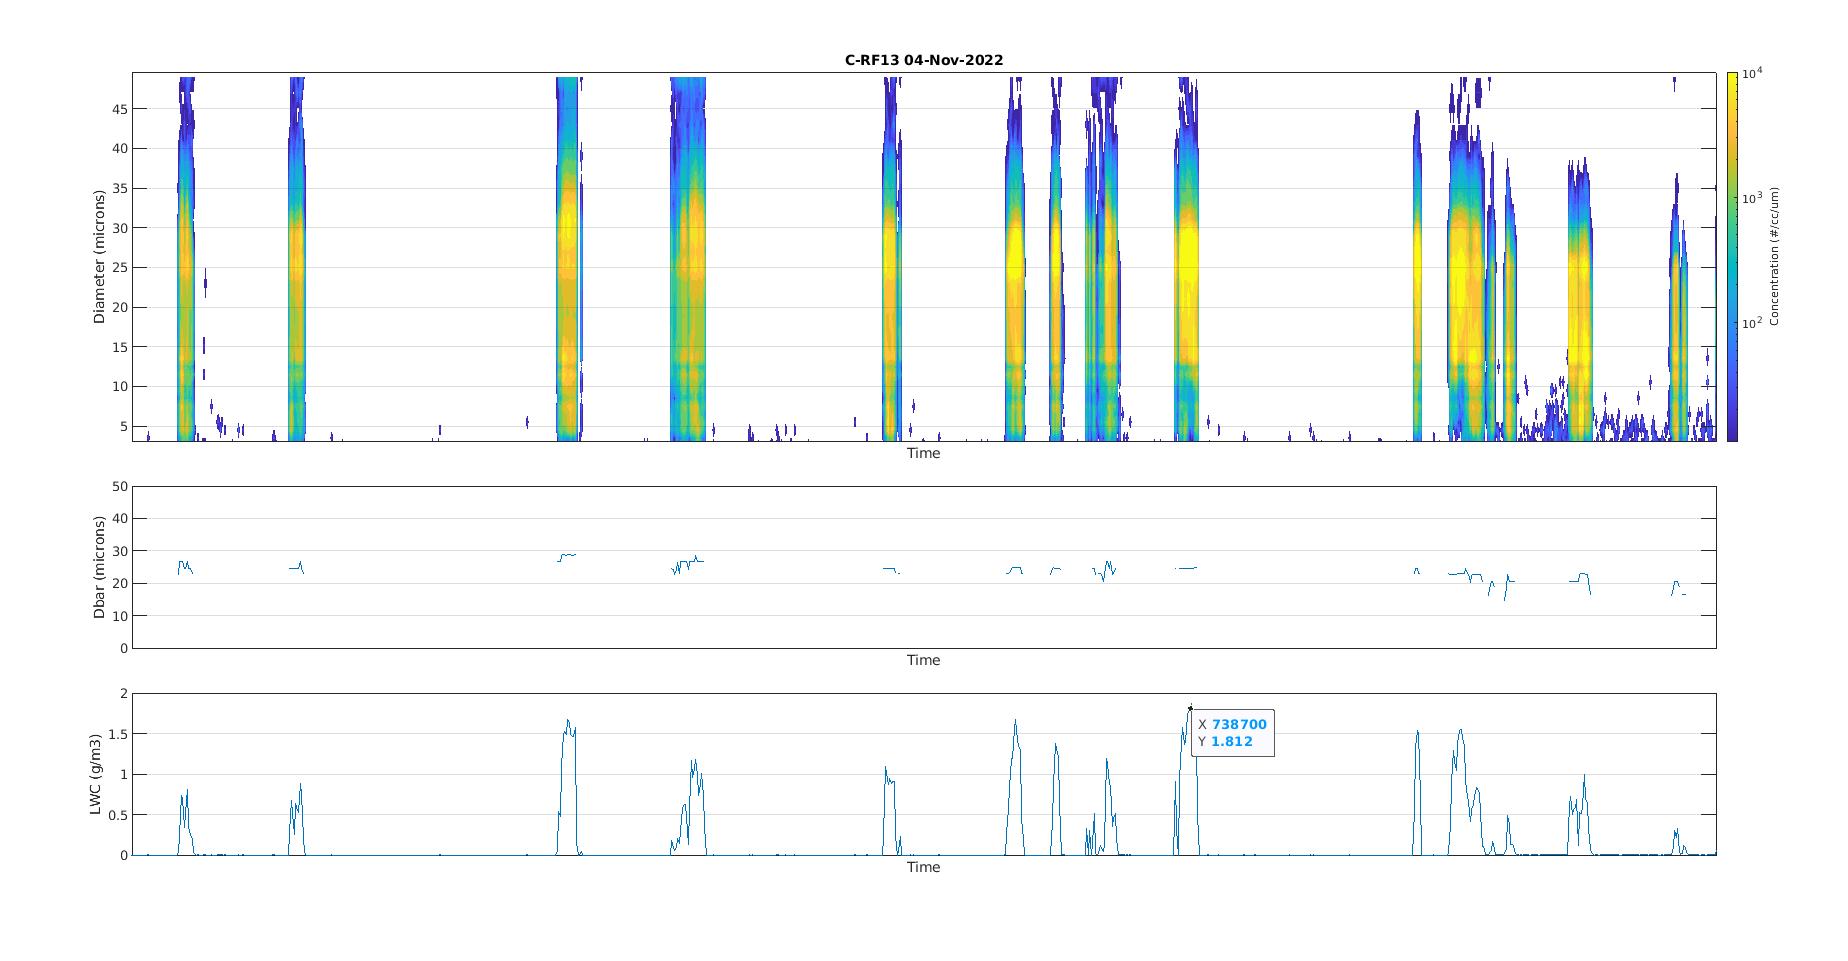 C-RF13 04-Nov-2022
Diameter (microns)
45
40
35
30
25
20
15
10
5
Time
10^4
10^3
10^2
Concentration (#/cc/um)
Dbar (microns)
50
40
30
20
10
0
Time
LWC (g/m3)
2
1.5
1
0.5
0
X 738700
Y 1.812
Time